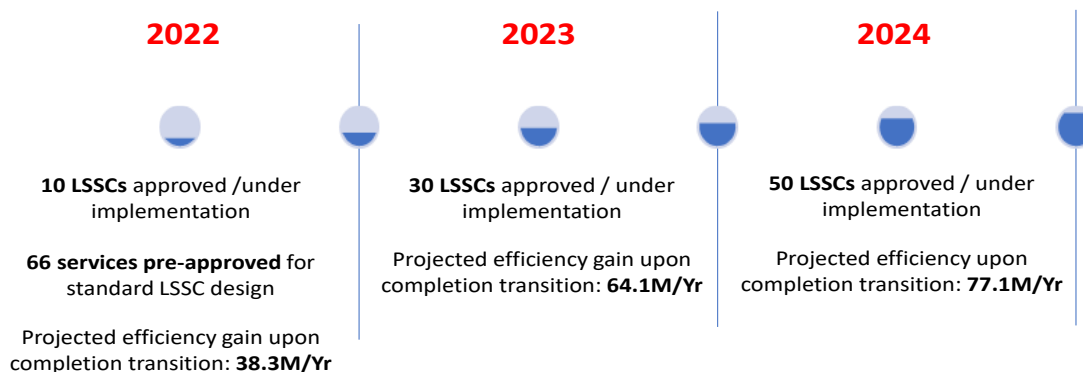 2022
10 LSSCs approved /under
implementation
66 services pre-approved for
standard LSSC design
Projected efficiency gain upon
completion transition: 38.3M/Yr
2023
30 LSSCs approved / under
implementation
Projected efficiency gain upon
completion transition: 64.1M/Yr
2024
50 LSSCs approved / under
implementation
Projected efficiency upon
completion transition: 77.1M/Yr